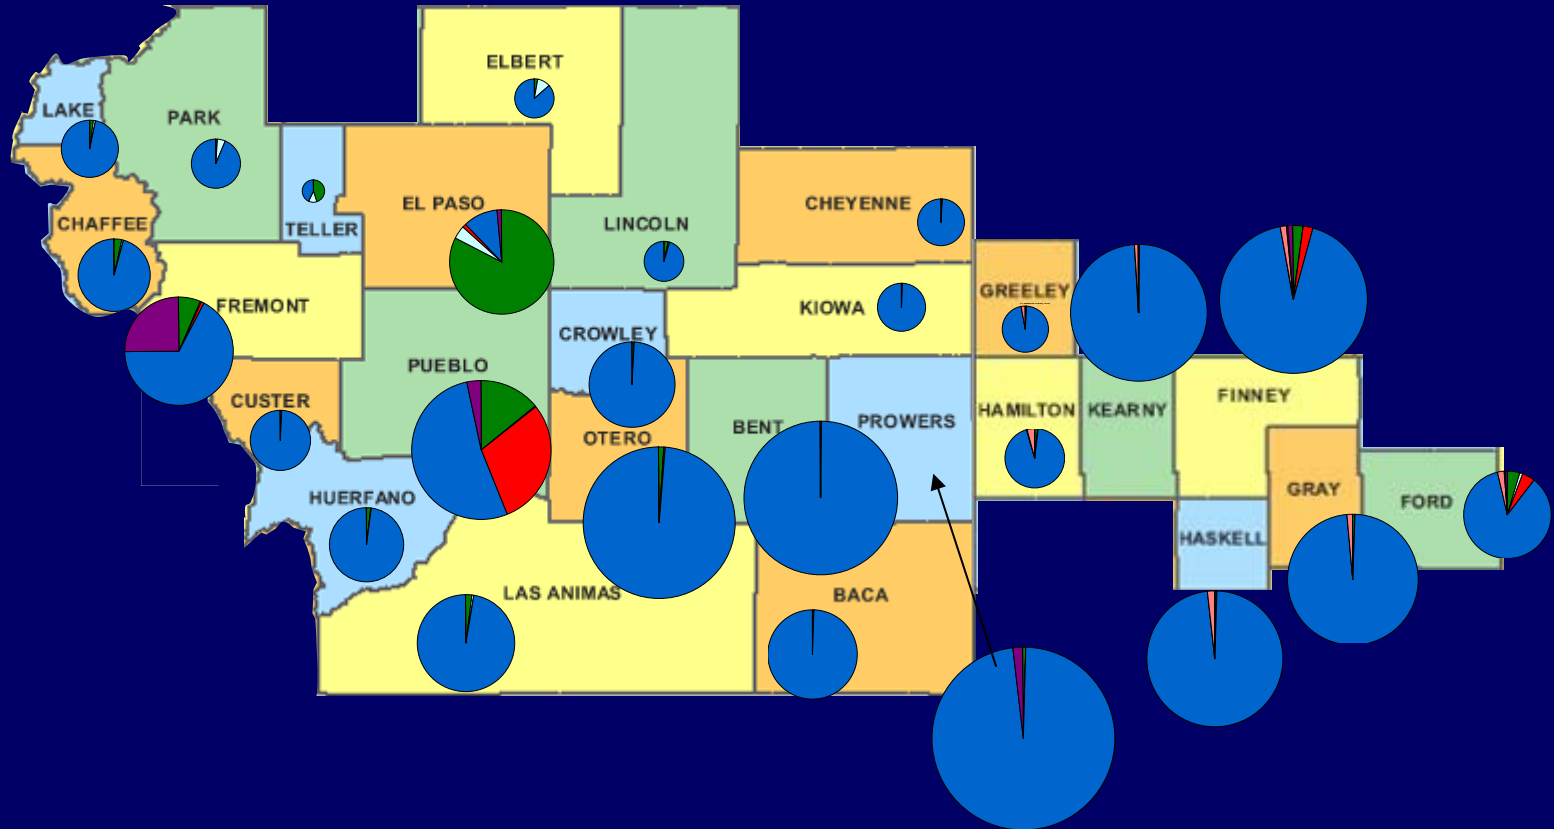 ELBERT
LAKE
PARK
CHAFFEE
TELLER
EL PASO
LINCOLN
CHEYENNE
GREELEY
FREMONT
CROWLEY
KIOWA
PUEBLO
CUSTER
OTERO
BENT
PROWERS
HAMILTON
KEARNY
FINNEY
HUERFANO
GRAY
FORD
HASKELL
LAS ANIMAS
BACA